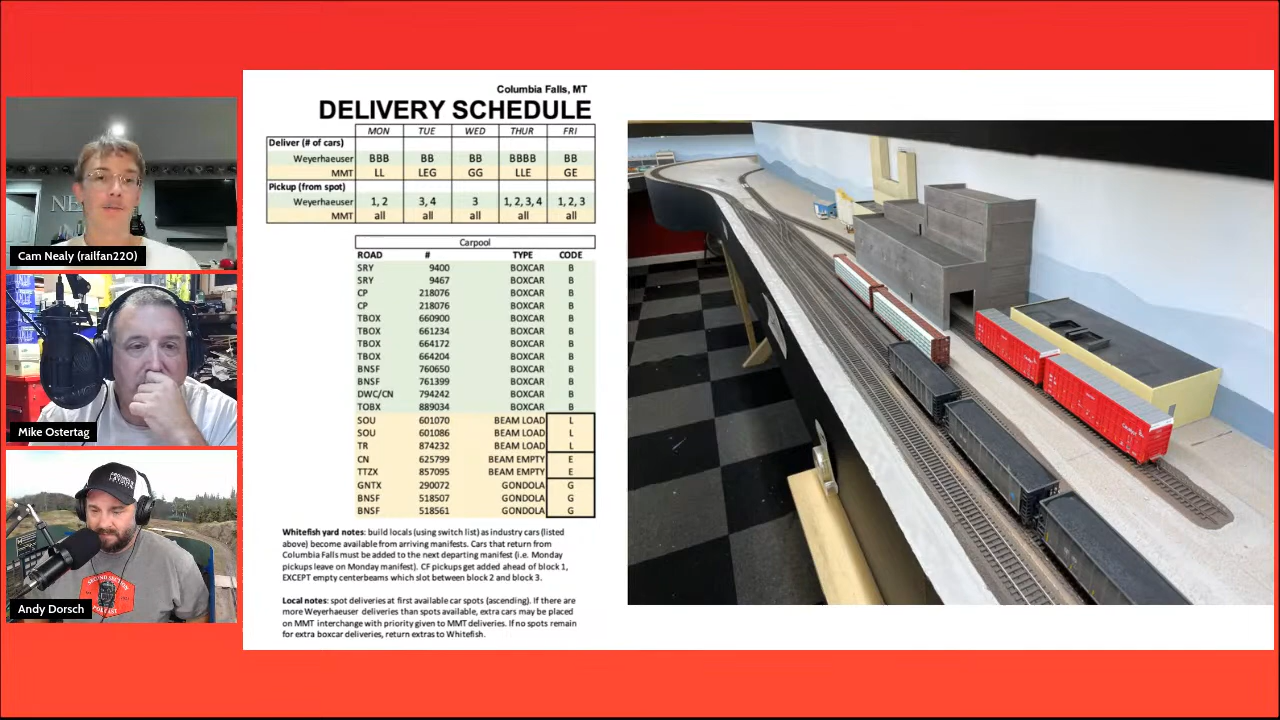 Columbia Falls, MT
DELIVERY SCHEDULE
MON TUE WED THUR FRI
Deliver (# of cars)
Weyerhaeuser BBB BB BB BBBB BB
MMT LL LEG GG LLE GE
Pickup (from spot)
Weyerhaeuser 1, 2 3, 4 3 1, 2, 3, 4 1, 2, 3
MMT all all all all all
Carpool
ROAD # TYPE CODE
SRY 9400 BOXCAR B
SRY 9467 BOXCAR B
CP 218076 BOXCAR B
CP 218076 BOXCAR B
TBOX 660900 BOXCAR B
TBOX 661234 BOXCAR B
TBOX 664172 BOXCAR B
TBOX 664204 BOXCAR B
BNSF 760650 BOXCAR B
BNSF 761399 BOXCAR B
DWC/CN 794242 BOXCAR B
TOBX 889034 BOXCAR B
SOU 601070 BEAM LOAD L
SOU 601086 BEAM LOAD L
TR 874232 BEAM LOAD L
CN 625799 BEAM EMPTY E
TTZX 857095 BEAM EMPTY E
GNTX 290072 GONDOLA G
BNSF 518507 GONDOLA G
BNSF 518561 GONDOLA G
Whitefish yard notes: build locals (using switch list) as industry cars (listed
above) become available from arriving manifests. Cars that return from
Columbia Falls must be added to the next departing manifest (i.e. Monday
pickups leave on Monday manifest). CF pickups get added ahead of block 1,
EXCEPT empty centerbeams which slot between block 2 and block 3.
Local notes: spot deliveries at first available car spots (ascending). If there are
more Weyerhaeuser deliveries than spots available, extra cars may be placed
on MMT interchange with priority given to MMT deliveries. If no spots remain
for extra boxcar deliveries, return extras to Whitefish.
Cam Nealy (railfan220)
Mike Ostertag
Andy Dorsch
SECOND SECTION